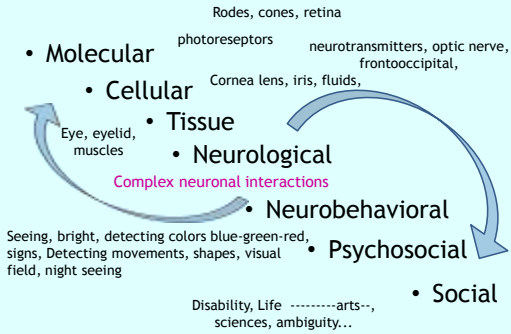 Rodes, cones, retina
photoreseptors
• Molecular
neurotransmitters, optic nerve,
frontooccipital,
• Cellular
Cornea lens, iris, fluids,
• Tissue
Eye, eyelid,
muscles
• Neurological
Complex neuronal interactions
• Neurobehavioral
Seeing, bright, detecting colors blue-green-red,
signs, Detecting movements, shapes, visual
field, night seeing
• Psychosocial
• Social
Disability, Life ---------arts--,
sciences, ambiguity...